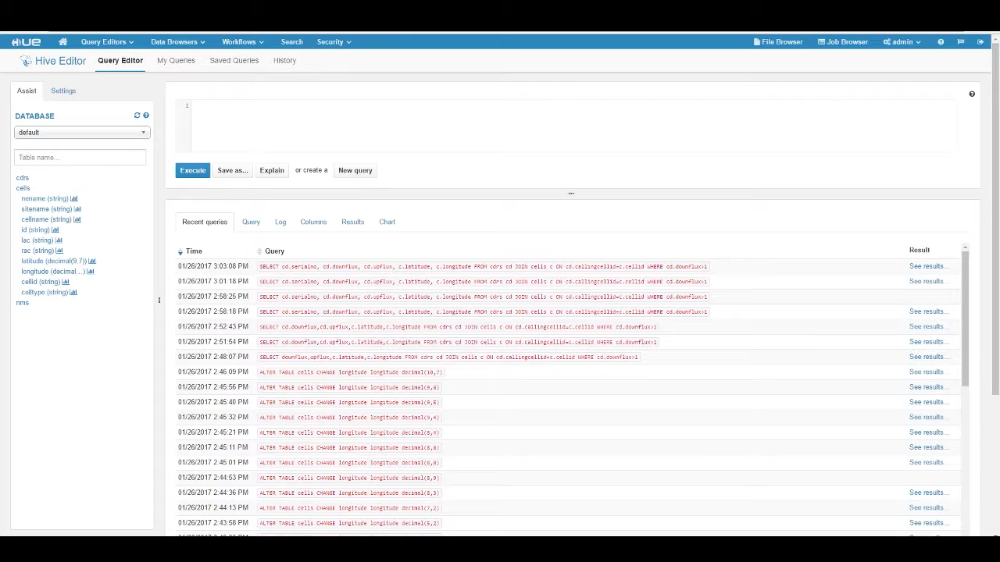 HUE Query Editors Data Browsers Workflows Search Security File Browser Job Browser admin
Hive Editor Query Editor My Queries Saved Queries History
Assist Settings
DATABASE
default
Table name...
cdrs
cells
nename (string)
sitename (string)
cellname (string)
id (string)
lac (string)
rac (string)
latitude (decimal(9,7))
longitude (decimal...)
cellid (string)
celltype (string)
nms
1
Execute Save as... Explain or create a New query
Recent queries Query Log Columns Results Chart
Time Query Result
01/26/2017 3:03:08 PM SELECT cd.serialno, cd.downflux, cd.upflux, c.latitude, c.longitude FROM cdrs cd JOIN cells c ON cd.callingcellid=c.cellid WHERE cd.downflux>1 See results...
01/26/2017 3:01:18 PM SELECT cd.serialno, cd.downflux, cd.upflux, c.latitude, c.longitude FROM cdrs cd JOIN cells c ON cd.callingcellid=c.cellid WHERE cd.downflux>1 See results...
01/26/2017 2:58:25 PM SELECT cd.serialno, cd.downflux, cd.upflux, c.latitude, c.longitude FROM cdrs cd JOIN cells c ON cd.callingcellid=c.cellid WHERE cd.downflux>1
01/26/2017 2:58:18 PM SELECT cd.serialno, cd.downflux, cd.upflux, c.latitude, c.longitude FROM cdrs cd JOIN cells c ON cd.callingcellid=c.cellid WHERE cd.downflux>1 See results...
01/26/2017 2:52:43 PM SELECT cd.downflux,cd.upflux,c.latitude,c.longitude FROM cdrs cd JOIN cells c ON cd.callingcellid=c.cellid WHERE cd.downflux>1 See results...
01/26/2017 2:51:54 PM SELECT cd.downflux,cd.upflux,c.latitude,c.longitude FROM cdrs cd JOIN cells c ON cd.callingcellid=c.cellid WHERE cd.downflux>1 See results...
01/26/2017 2:48:07 PM SELECT downflux,upflux,c.latitude,c.longitude FROM cdrs cd JOIN cells c ON cd.callingcellid=c.cellid WHERE cd.downflux>1 See results...
01/26/2017 2:46:09 PM ALTER TABLE cells CHANGE longitude longitude decimal(10,7) See results...
01/26/2017 2:45:56 PM ALTER TABLE cells CHANGE longitude longitude decimal(9,6) See results...
01/26/2017 2:45:40 PM ALTER TABLE cells CHANGE longitude longitude decimal(9,5) See results...
01/26/2017 2:45:32 PM ALTER TABLE cells CHANGE longitude longitude decimal(9,4) See results...
01/26/2017 2:45:21 PM ALTER TABLE cells CHANGE longitude longitude decimal(8,4) See results...
01/26/2017 2:45:11 PM ALTER TABLE cells CHANGE longitude longitude decimal(8,6) See results...
01/26/2017 2:45:01 PM ALTER TABLE cells CHANGE longitude longitude decimal(8,8) See results...
01/26/2017 2:44:53 PM ALTER TABLE cells CHANGE longitude longitude decimal(8,9)
01/26/2017 2:44:36 PM ALTER TABLE cells CHANGE longitude longitude decimal(8,3) See results...
01/26/2017 2:44:13 PM ALTER TABLE cells CHANGE longitude longitude decimal(7,2) See results...
01/26/2017 2:43:58 PM ALTER TABLE cells CHANGE longitude longitude decimal(5,2) See results...